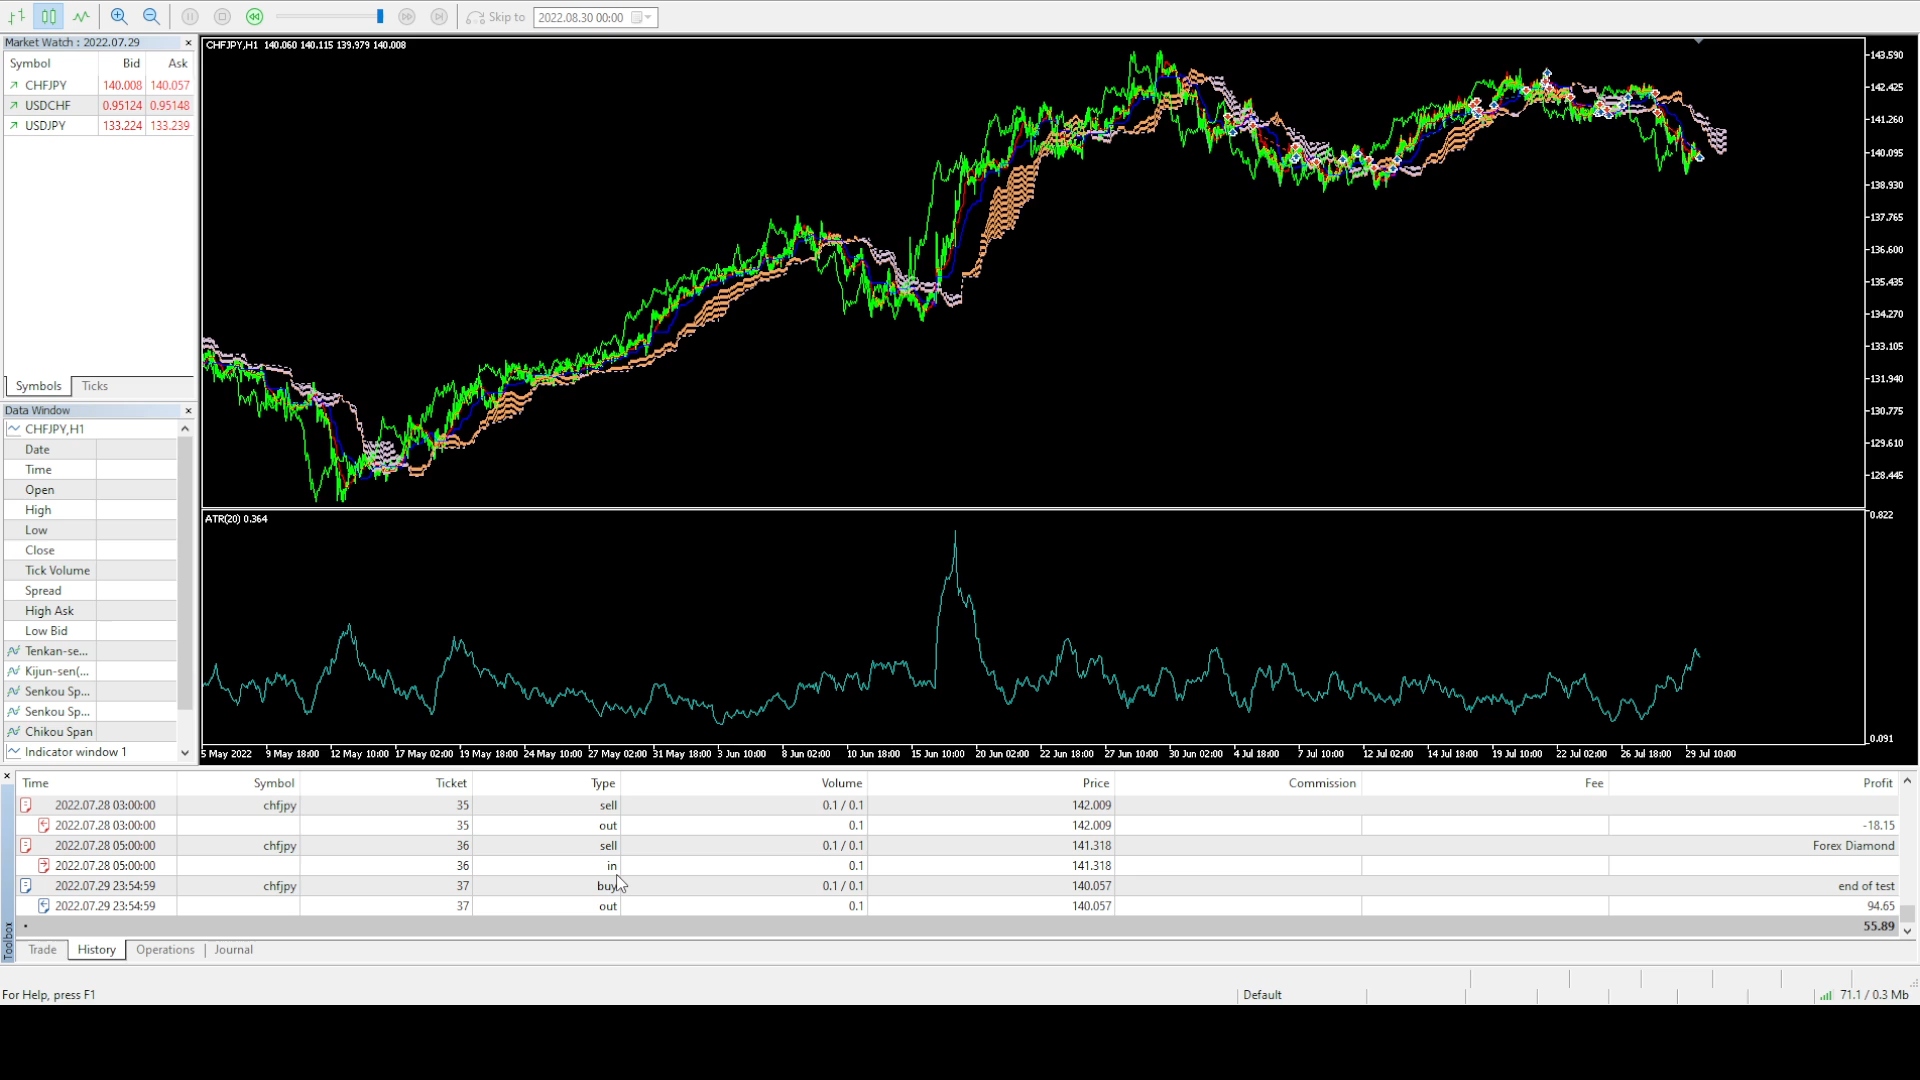 Skip to 2022.08.30 00:00
Market Watch : 2022.07.29
Symbol Bid Ask
CHFJPY 140.008 140.057
USDCHF 0.95124 0.95148
USDJPY 133.224 133.239
Symbols Ticks
Data Window
CHFJPY,H1
Date
Time
Open
High
Low
Close
Tick Volume
Spread
High Ask
Low Bid
Tenkan-se...
Kijun-sen(...
Senkou Sp...
Senkou Sp...
Chikou Span
Indicator window 1
CHFJPY,H1 140.060 140.115 139.979 140.008
143.590
142.425
141.260
140.095
138.930
137.765
136.600
135.435
134.270
133.105
131.940
130.775
129.610
128.445
ATR(20) 0.364
0.822
0.091
5 May 2022 9 May 18:00 12 May 10:00 17 May 02:00 19 May 18:00 24 May 10:00 27 May 02:00 31 May 18:00 3 Jun 10:00 8 Jun 02:00 10 Jun 18:00 15 Jun 10:00 20 Jun 02:00 22 Jun 18:00 27 Jun 10:00 30 Jun 02:00 4 Jul 18:00 7 Jul 10:00 12 Jul 02:00 14 Jul 18:00 19 Jul 10:00 22 Jul 02:00 26 Jul 18:00 29 Jul 10:00
Time Symbol Ticket Type Volume Price Commission Fee Profit
2022.07.28 03:00:00 chfjpy 35 sell 0.1 / 0.1 142.009
2022.07.28 03:00:00 35 out 0.1 142.009 -18.15
2022.07.28 05:00:00 chfjpy 36 sell 0.1 / 0.1 141.318 Forex Diamond
2022.07.28 05:00:00 36 in 0.1 141.318
2022.07.29 23:54:59 chfjpy 37 buy 0.1 / 0.1 140.057 end of test
2022.07.29 23:54:59 37 out 0.1 140.057 94.65
55.89
Toolbox
Trade History Operations Journal
For Help, press F1 Default 71.1 / 0.3 Mb